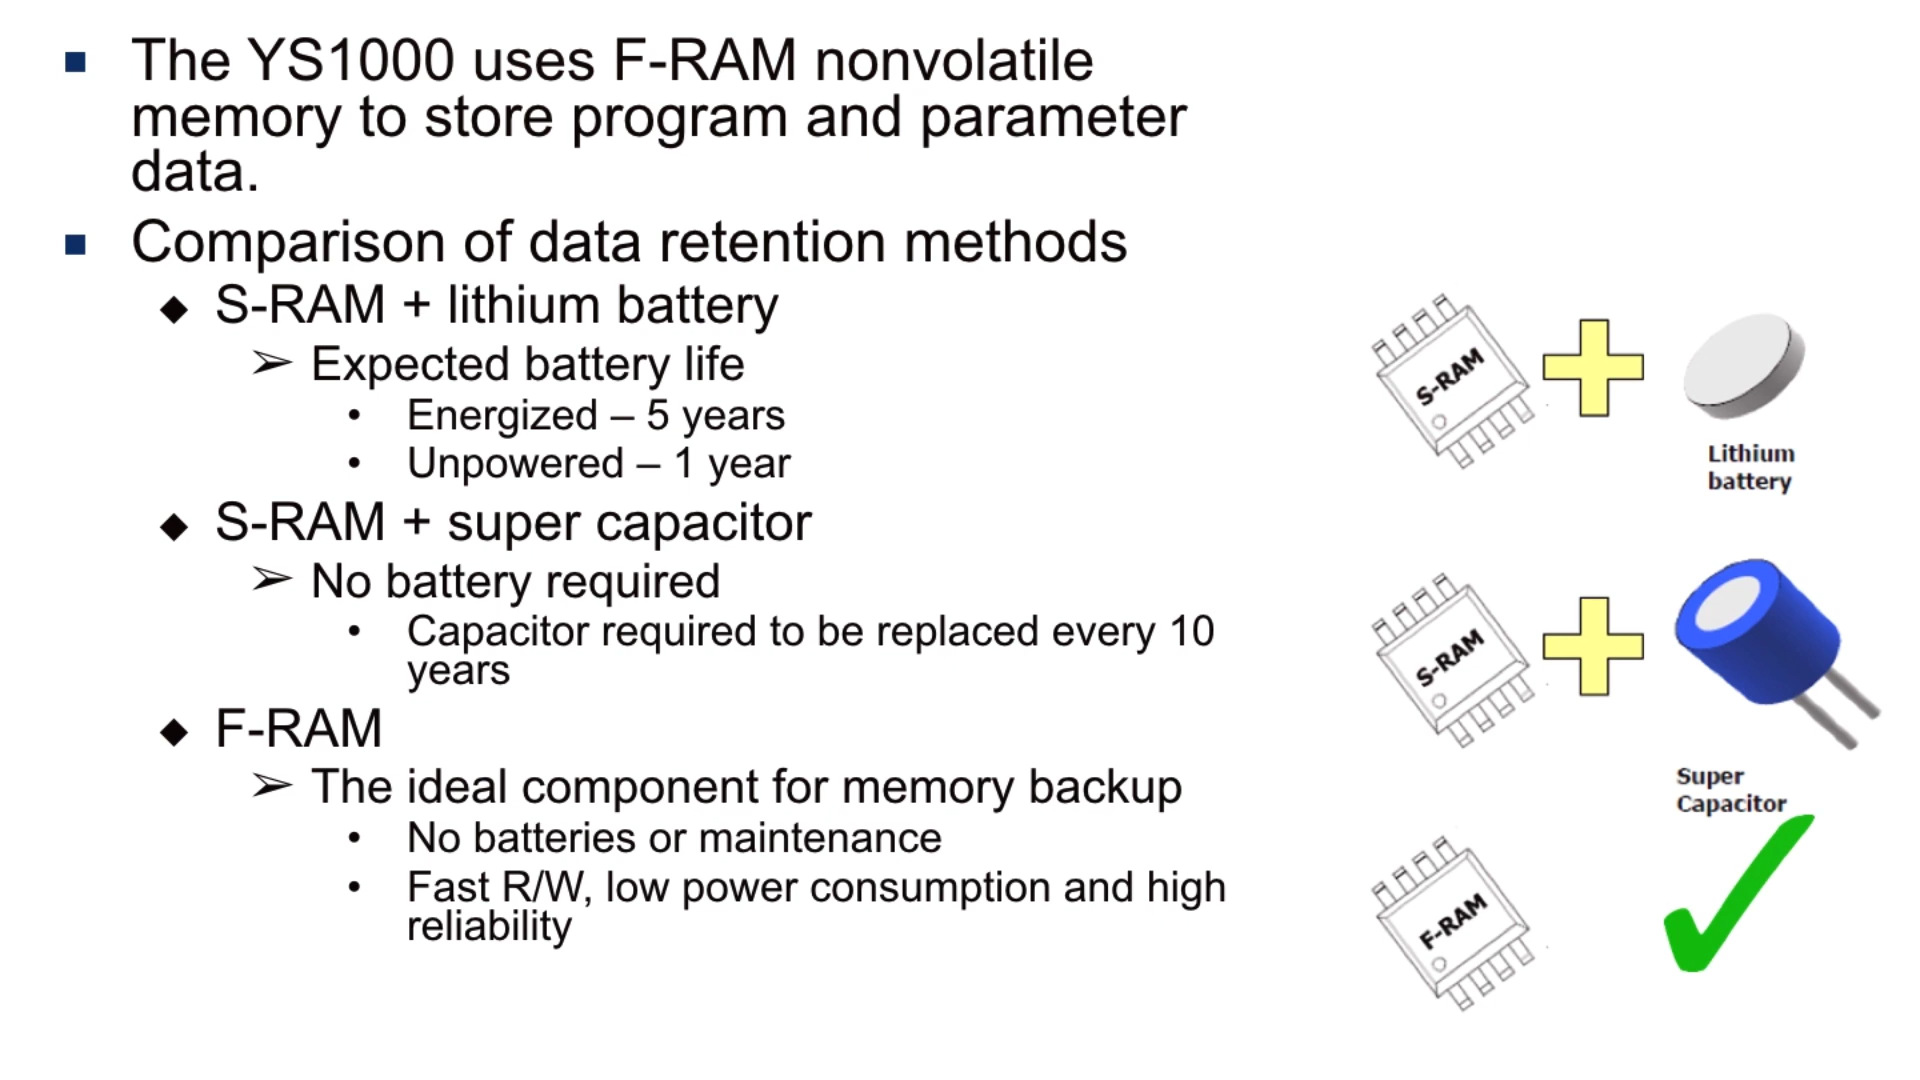 The YS1000 uses F-RAM nonvolatile
memory to store program and parameter
data.
Comparison of data retention methods
S-RAM + lithium battery
Expected battery life
Energized – 5 years
Unpowered – 1 year
S-RAM + super capacitor
No battery required
Capacitor required to be replaced every 10
years
F-RAM
The ideal component for memory backup
No batteries or maintenance
Fast R/W, low power consumption and high
reliability
S-RAM
Lithium
battery
S-RAM
Super
Capacitor
F-RAM